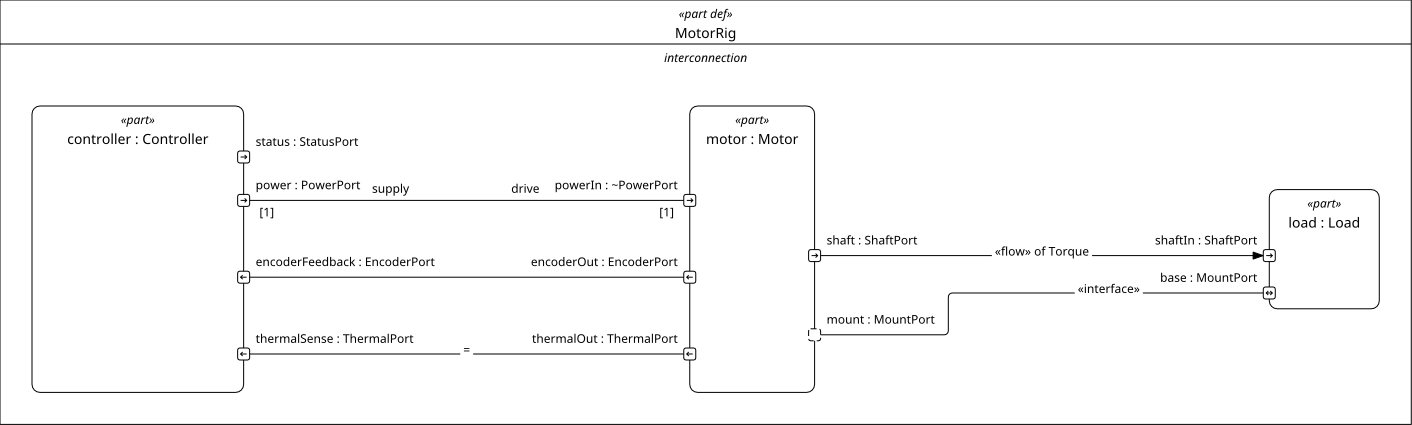 «part def»
MotorRig
interconnection
«part»
controller : Controller
status : StatusPort
power : PowerPort
supply
drive
powerIn : ~PowerPort
[1]
[1]
encoderFeedback : EncoderPort
encoderOut : EncoderPort
thermalSense : ThermalPort
=
thermalOut : ThermalPort
«part»
motor : Motor
shaft : ShaftPort
«flow» of Torque
shaftIn : ShaftPort
mount : MountPort
«interface»
base : MountPort
«part»
load : Load